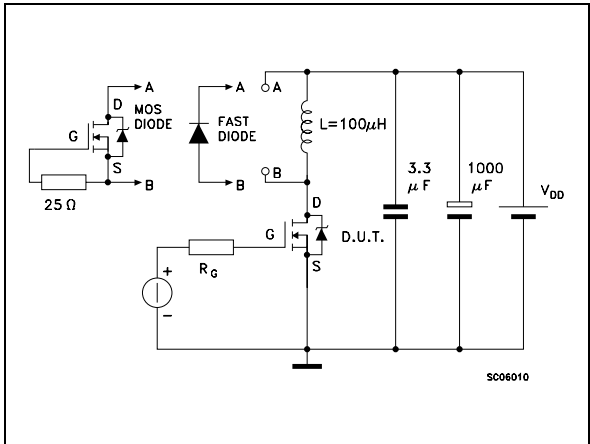 A
D
MOS
DIODE
G
S
B
25 Ω
A
FAST
DIODE
B
A
L=100μH
B
D
G
D.U.T.
S
R_G
+
−
3.3
μF
1000
μF
V_DD
SC06010